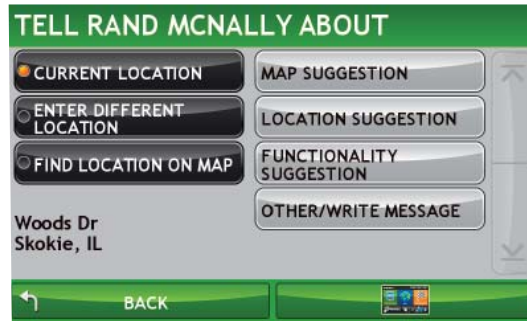 TELL RAND MCNALLY ABOUT
CURRENT LOCATION
ENTER DIFFERENT
LOCATION
FIND LOCATION ON MAP
Woods Dr
Skokie, IL
MAP SUGGESTION
LOCATION SUGGESTION
FUNCTIONALITY
SUGGESTION
OTHER/WRITE MESSAGE
BACK